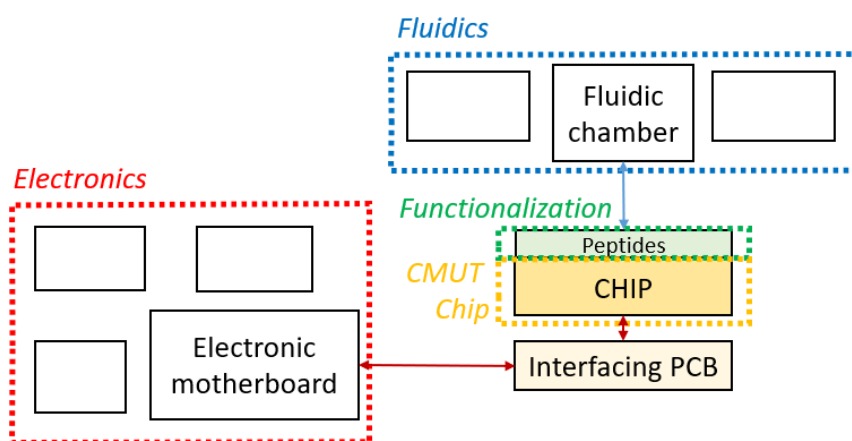 Fluidics
Fluidic
chamber
Electronics
Functionalization
Peptides
CMUT
Chip
CHIP
Electronic
motherboard
Interfacing PCB